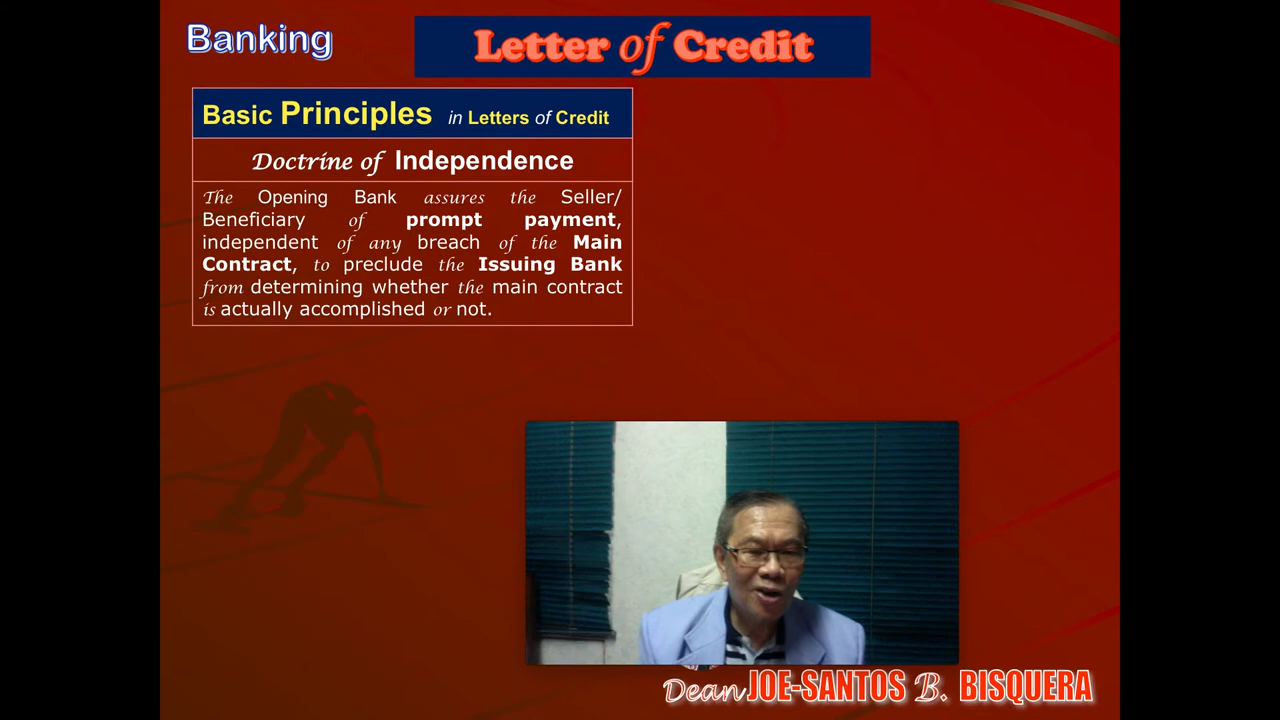 Banking
Letter of Credit
Basic Principles in Letters of Credit
Doctrine of Independence
The Opening Bank assures the Seller/
Beneficiary of prompt payment,
independent of any breach of the Main
Contract, to preclude the Issuing Bank
from determining whether the main contract
is actually accomplished or not.
Dean JOE-SANTOS B. BISQUERA